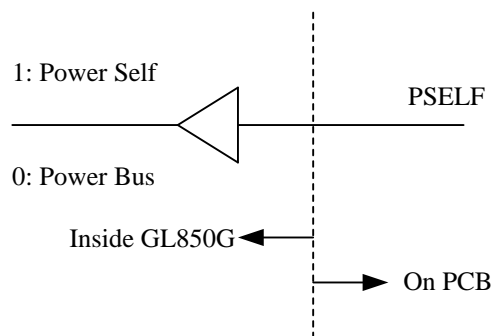 1: Power Self
PSELF
0: Power Bus
Inside GL850G
On PCB